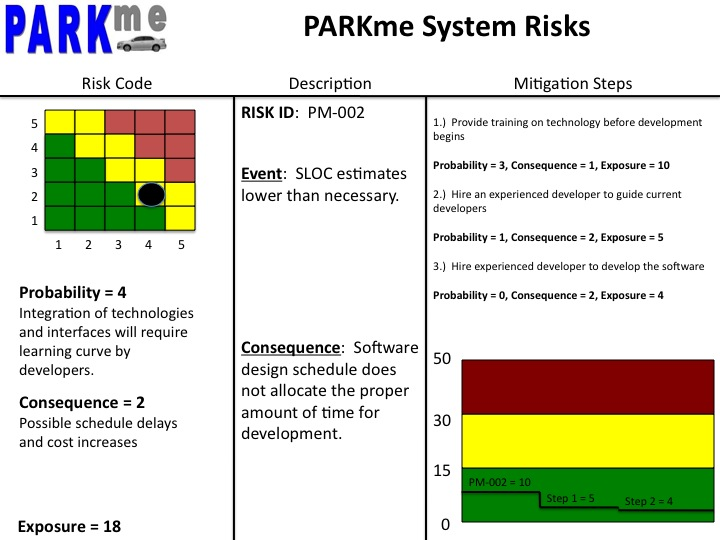 PARKme
PARKme System Risks
Risk Code
Description
Mitigation Steps
5
4
3
2
1
1 2 3 4 5
Probability = 4
Integration of technologies
and interfaces will require
learning curve by
developers.
Consequence = 2
Possible schedule delays
and cost increases
Exposure = 18
RISK ID: PM-002
Event: SLOC estimates
lower than necessary.
Consequence: Software
design schedule does
not allocate the proper
amount of time for
development.
1.) Provide training on technology before development
begins
Probability = 3, Consequence = 1, Exposure = 10
2.) Hire an experienced developer to guide current
developers
Probability = 1, Consequence = 2, Exposure = 5
3.) Hire experienced developer to develop the software
Probability = 0, Consequence = 2, Exposure = 4
50
30
15
0
PM-002 = 10
Step 1 = 5
Step 2 = 4